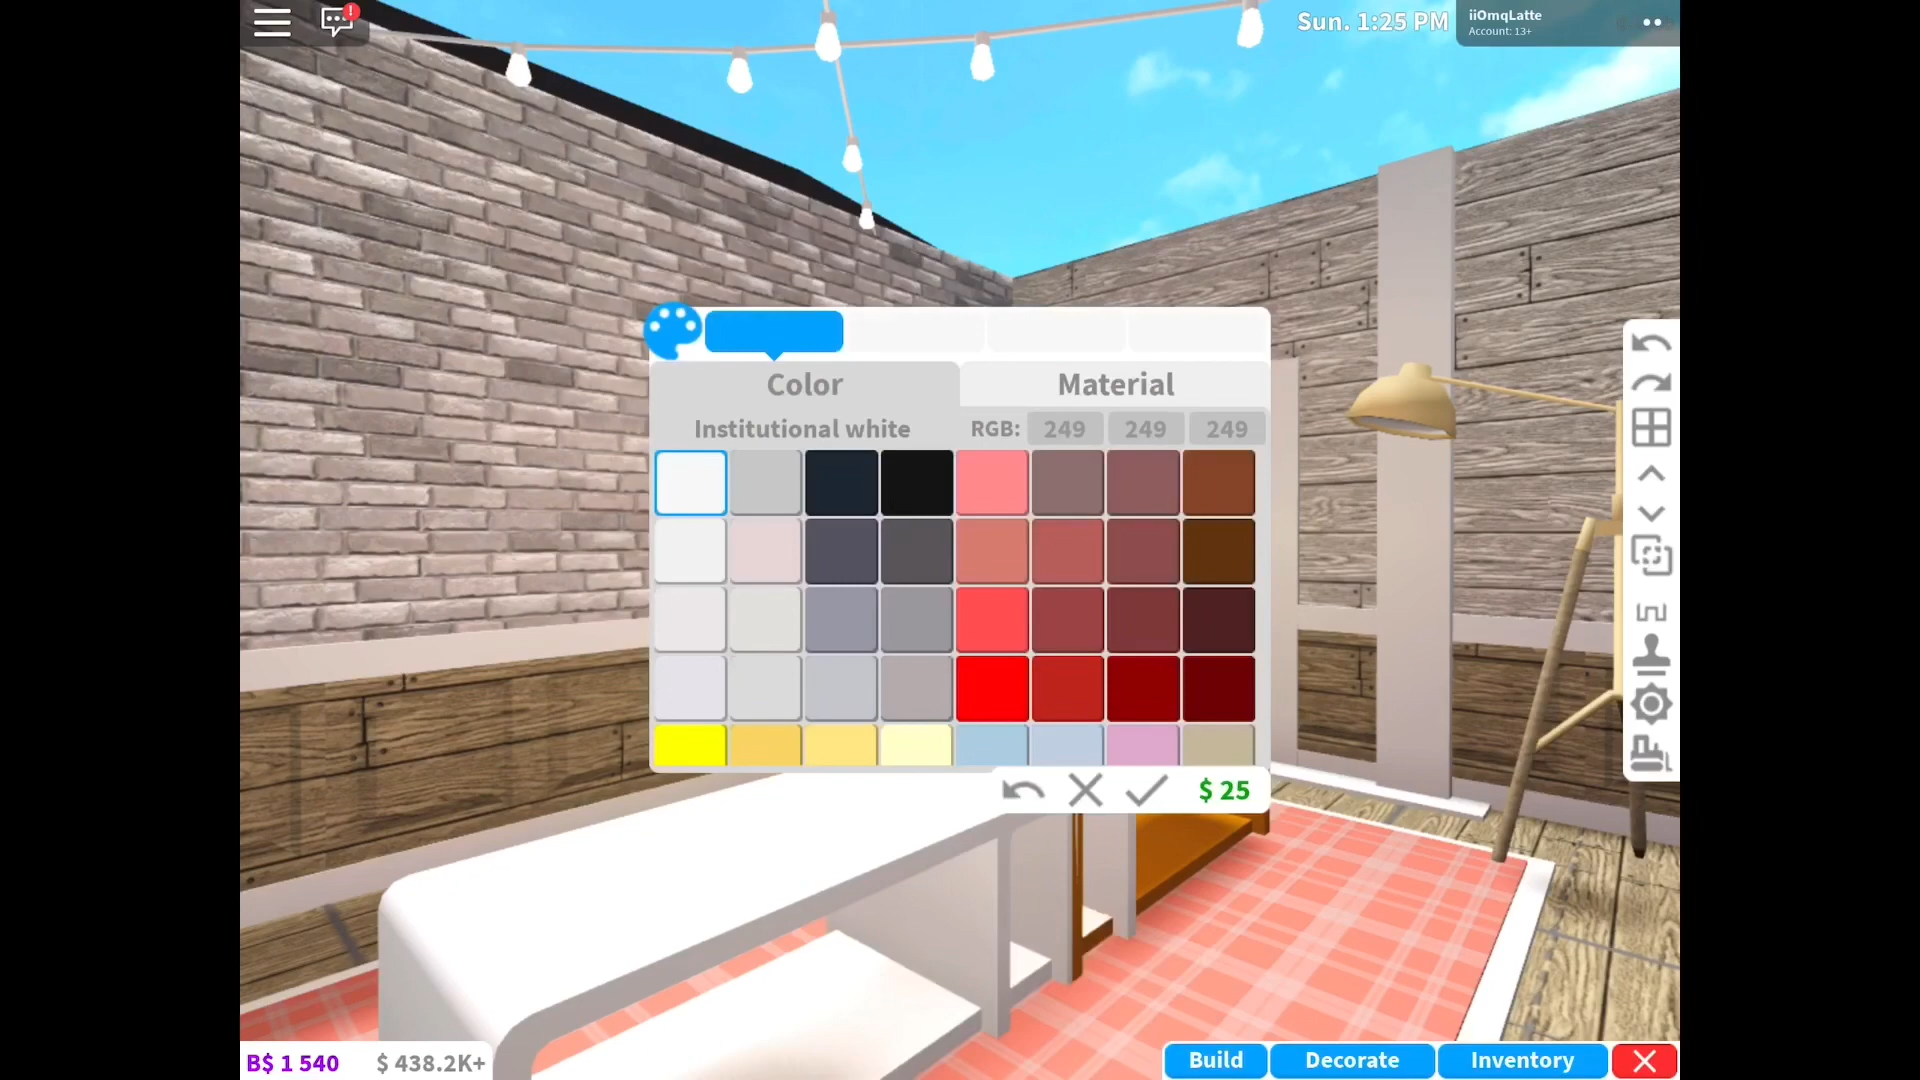 Sun. 1:25 PM
iiOmqLatte
Account: 13+
Color
Material
Institutional white
RGB: 249 249 249
$ 25
B$ 1 540
$ 438.2K+
Build
Decorate
Inventory